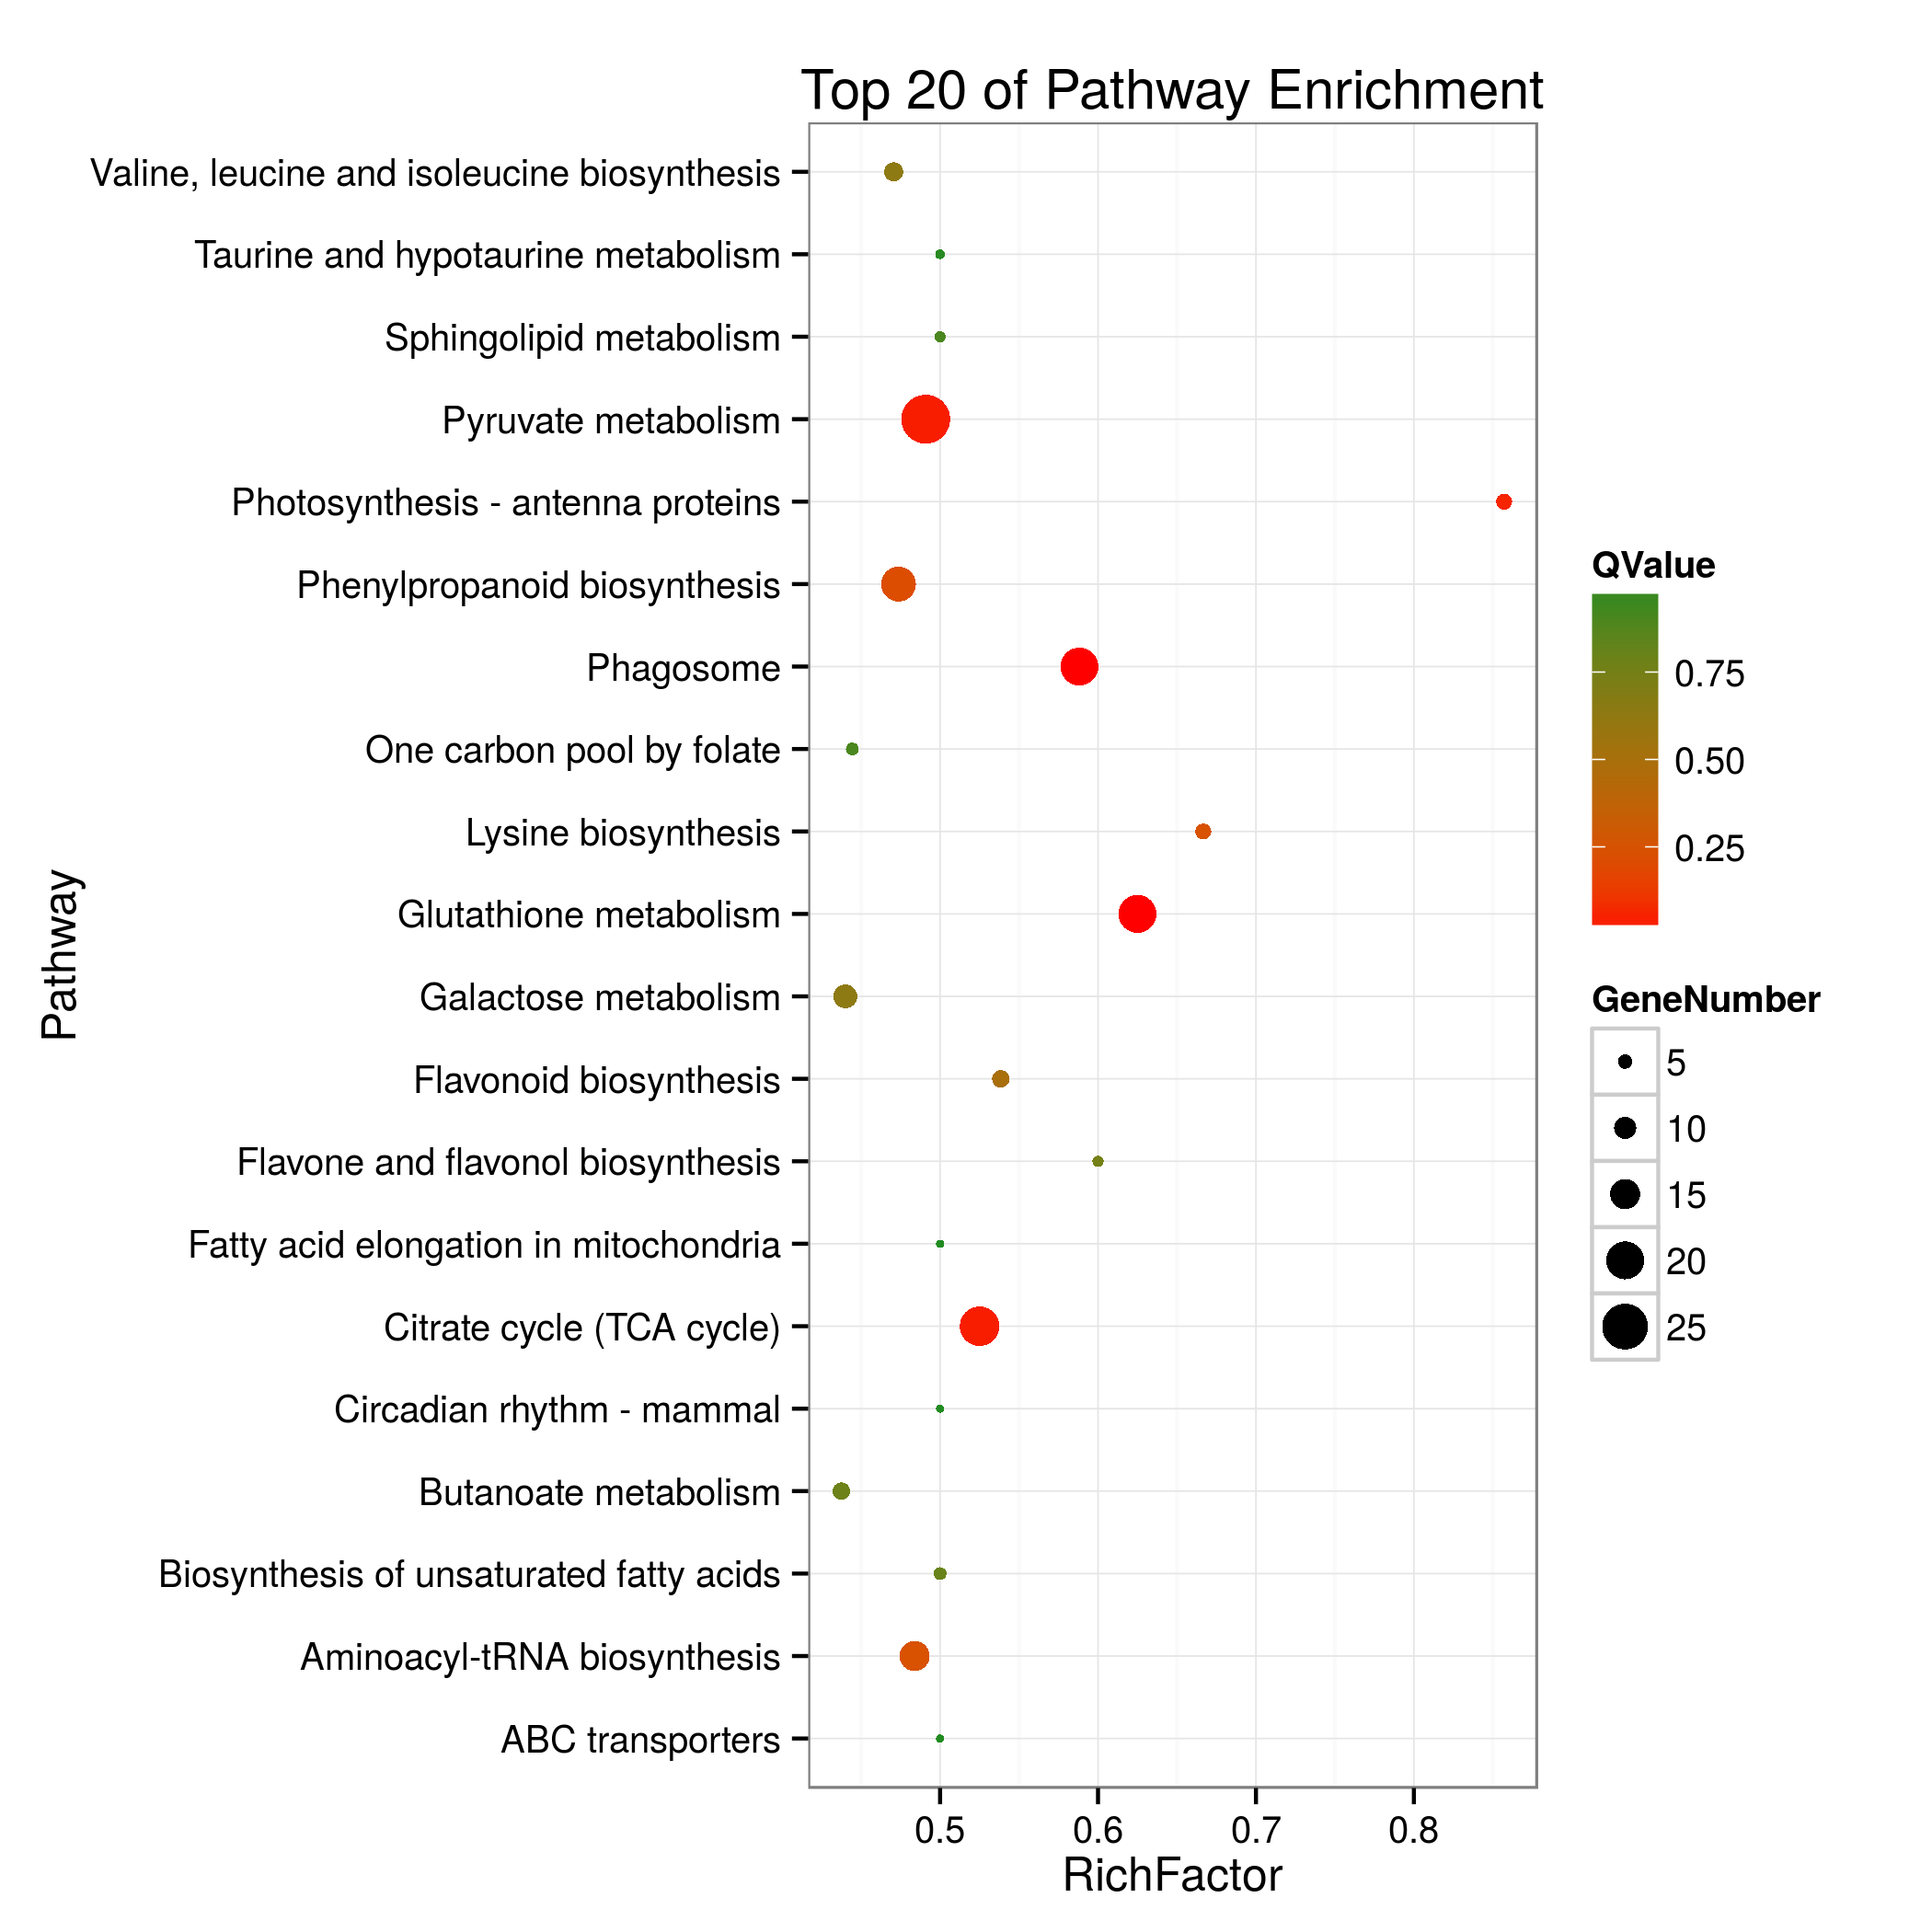 Top 20 of Pathway Enrichment
Valine, leucine and isoleucine biosynthesis
Taurine and hypotaurine metabolism
Sphingolipid metabolism
Pyruvate metabolism
Photosynthesis - antenna proteins
Phenylpropanoid biosynthesis
Phagosome
One carbon pool by folate
Lysine biosynthesis
Glutathione metabolism
Galactose metabolism
Flavonoid biosynthesis
Flavone and flavonol biosynthesis
Fatty acid elongation in mitochondria
Citrate cycle (TCA cycle)
Circadian rhythm - mammal
Butanoate metabolism
Biosynthesis of unsaturated fatty acids
Aminoacyl-tRNA biosynthesis
ABC transporters
Pathway
0.5 0.6 0.7 0.8
RichFactor
QValue
0.75
0.50
0.25
GeneNumber
5
10
15
20
25